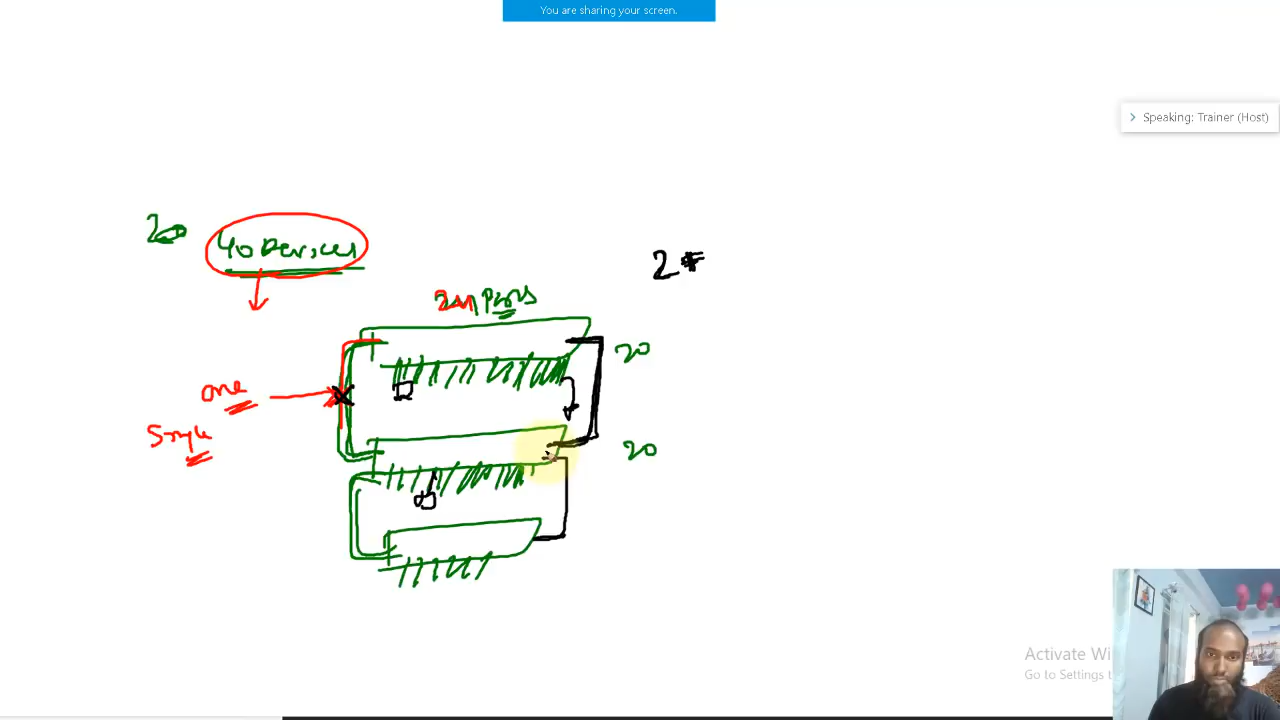 You are sharing your screen.
Speaking: Trainer (Host)
20
40 Devices
2
24 Ports
20
one
20
Activate Wi
Go to Settings t